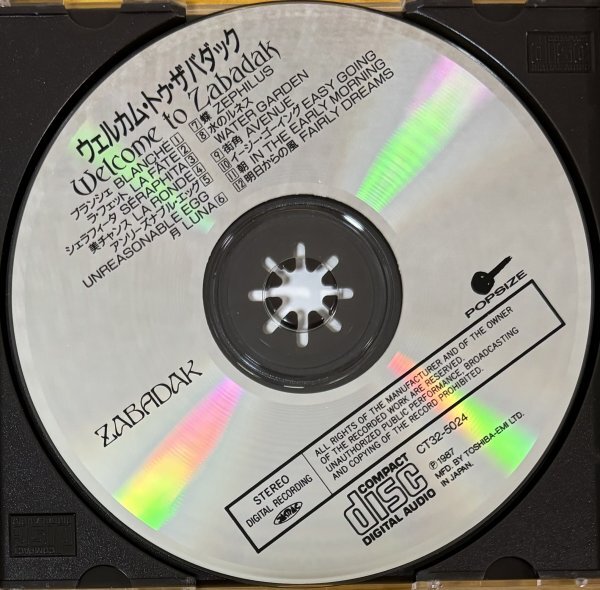 ウェルカム・トゥ・ザバダック
Welcome to Zabadak
ブランシェ BLANCHE 1
ラ・フェット LA FÊTE 2
シェラフィータ SERAPHITA 3
美チャンス LA RONDE 4
アンリーズナブル・エッグ 5
UNREASONABLE EGG
月 LUNA 6
7 蝶 ZEPHILUS
8 水のルネス
WATER GARDEN
9 街角 AVENUE
10 イージーゴーイング EASY GOING
11 朝 IN THE EARLY MORNING
12 明日からの風 FAIRLY DREAMS
POPSIZE
ZABADAK
STEREO
DIGITAL RECORDING
ALL RIGHTS OF THE MANUFACTURER AND OF THE OWNER
OF THE RECORDED WORK ARE RESERVED.
UNAUTHORIZED PUBLIC PERFORMANCE, BROADCASTING
AND COPYING OF THE RECORD PROHIBITED.
COMPACT
disc
DIGITAL AUDIO
CT32-5024
℗ 1987
MFD. BY TOSHIBA-EMI LTD.
IN JAPAN.